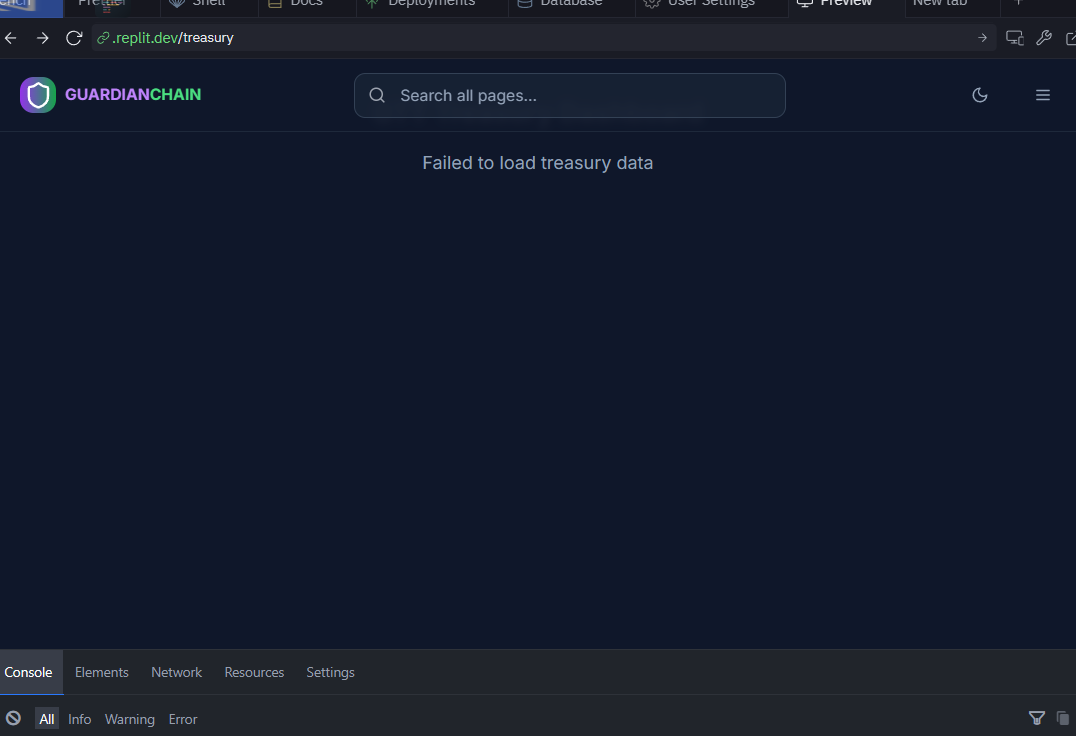 Shell Docs Deployments Database User Settings Preview New tab
.replit.dev/treasury
GUARDIANCHAIN
Search all pages...
Failed to load treasury data
Console Elements Network Resources Settings
All Info Warning Error